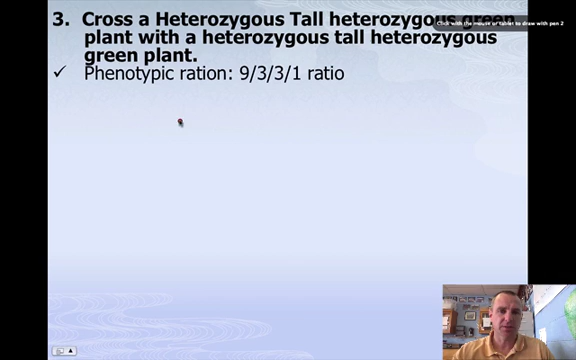 3. Cross a Heterozygous Tall heterozygous green
plant with a heterozygous tall heterozygous
green plant.
✓ Phenotypic ration: 9/3/3/1 ratio
Click with the mouse or tablet to draw with pen 2